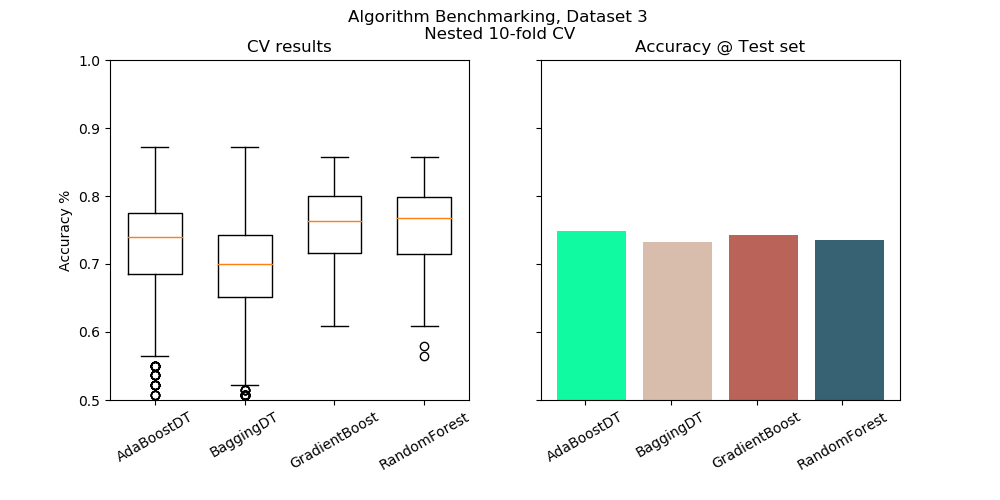 Algorithm Benchmarking, Dataset 3
Nested 10-fold CV
CV results
Accuracy %
1.0
0.9
0.8
0.7
0.6
0.5
AdaBoostDT
BaggingDT
GradientBoost
RandomForest
Accuracy @ Test set
AdaBoostDT
BaggingDT
GradientBoost
RandomForest